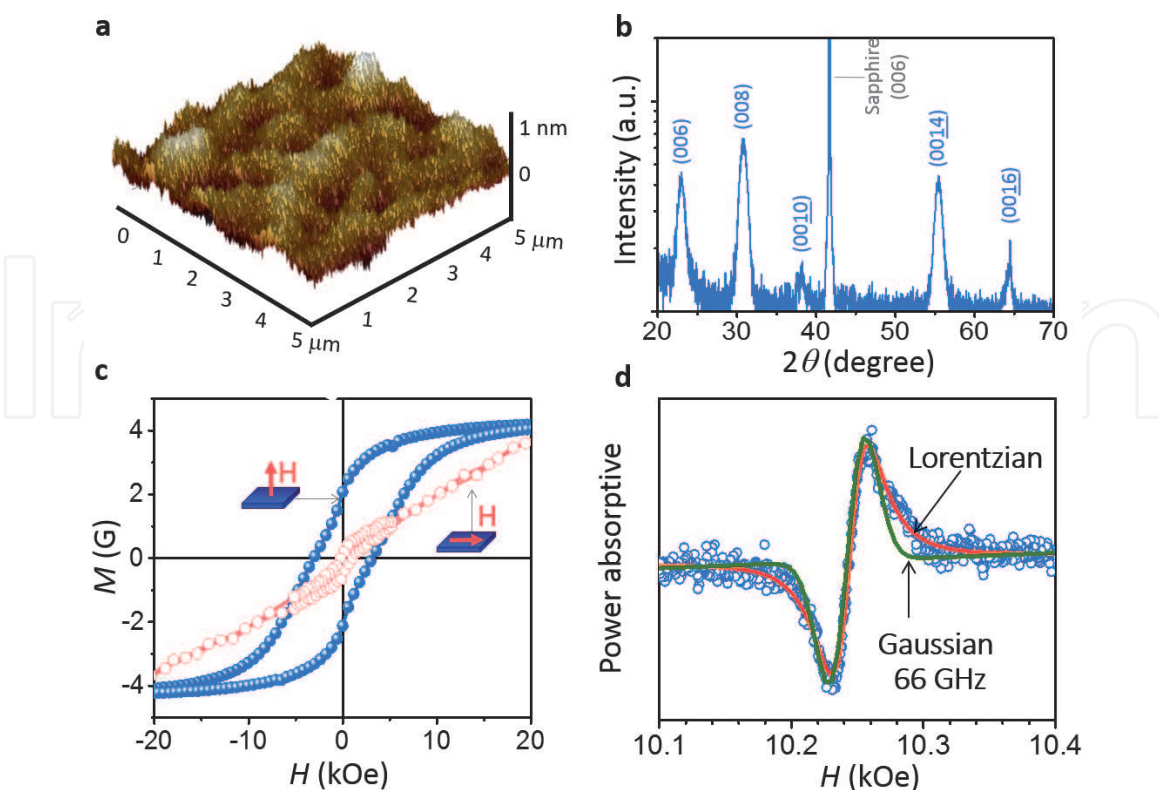 a
1 nm
0
0
1
2
3
4
5 μm
1
2
3
4
5 μm
b
Intensity (a.u.)
(006)
(008)
(0010)
Sapphire
(006)
(0014)
(0016)
20 30 40 50 60 70
2θ (degree)
c
M (G)
4
2
0
-2
-4
H
H
-20 -10 0 10 20
H (kOe)
d
Power absorptive
Lorentzian
Gaussian
66 GHz
10.1 10.2 10.3 10.4
H (kOe)